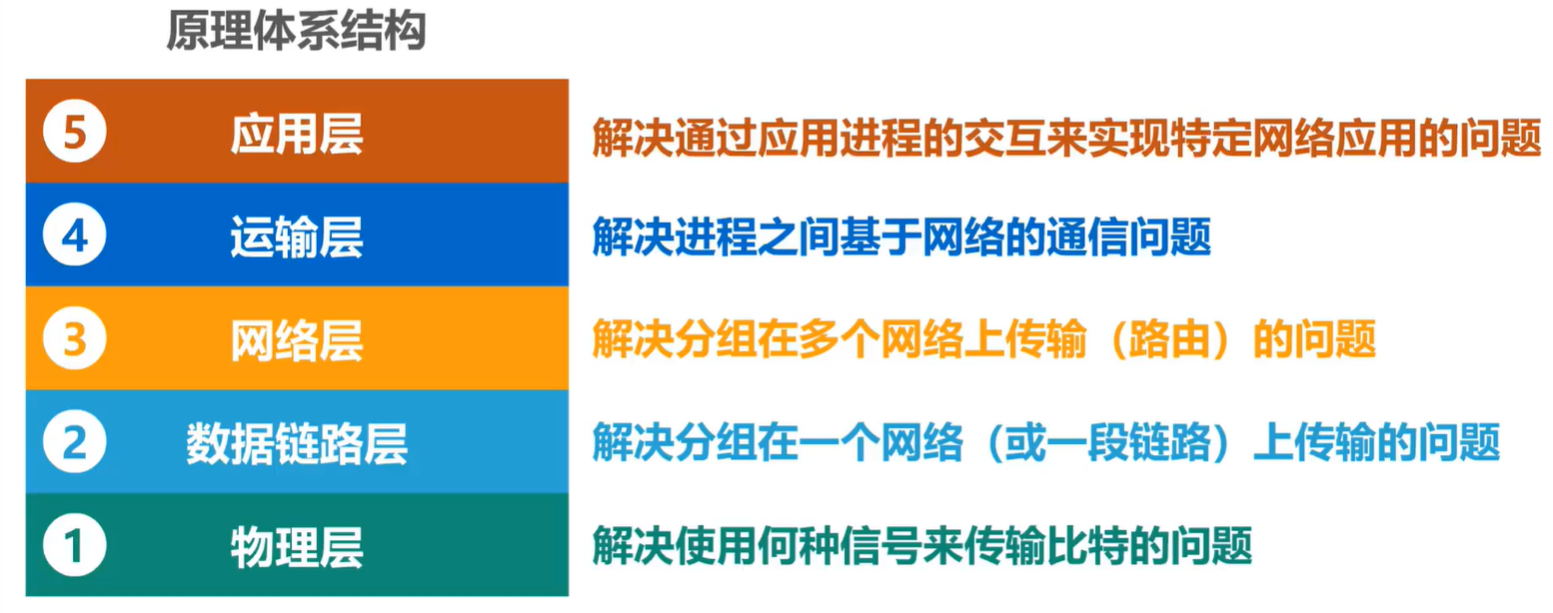 原理体系结构
5 应用层 解决通过应用进程的交互来实现特定网络应用的问题
4 运输层 解决进程之间基于网络的通信问题
3 网络层 解决分组在多个网络上传输（路由）的问题
2 数据链路层 解决分组在一个网络（或一段链路）上传输的问题
1 物理层 解决使用何种信号来传输比特的问题